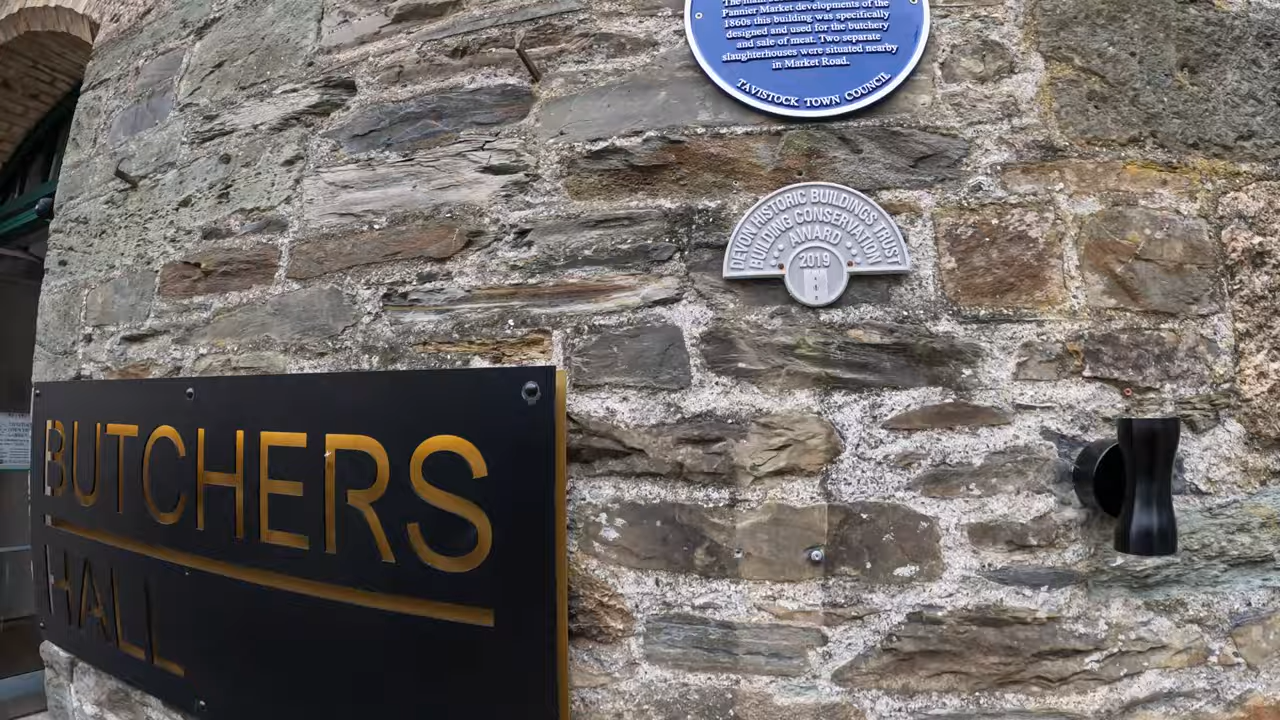 Pannier Market developments of the
1860s this building was specifically
designed and used for the butchery
and sale of meat. Two separate
slaughterhouses were situated nearby
in Market Road.
TAVISTOCK TOWN COUNCIL
DEVON HISTORIC BUILDINGS TRUST
BUILDING CONSERVATION
AWARD
2019
BUTCHERS
HALL